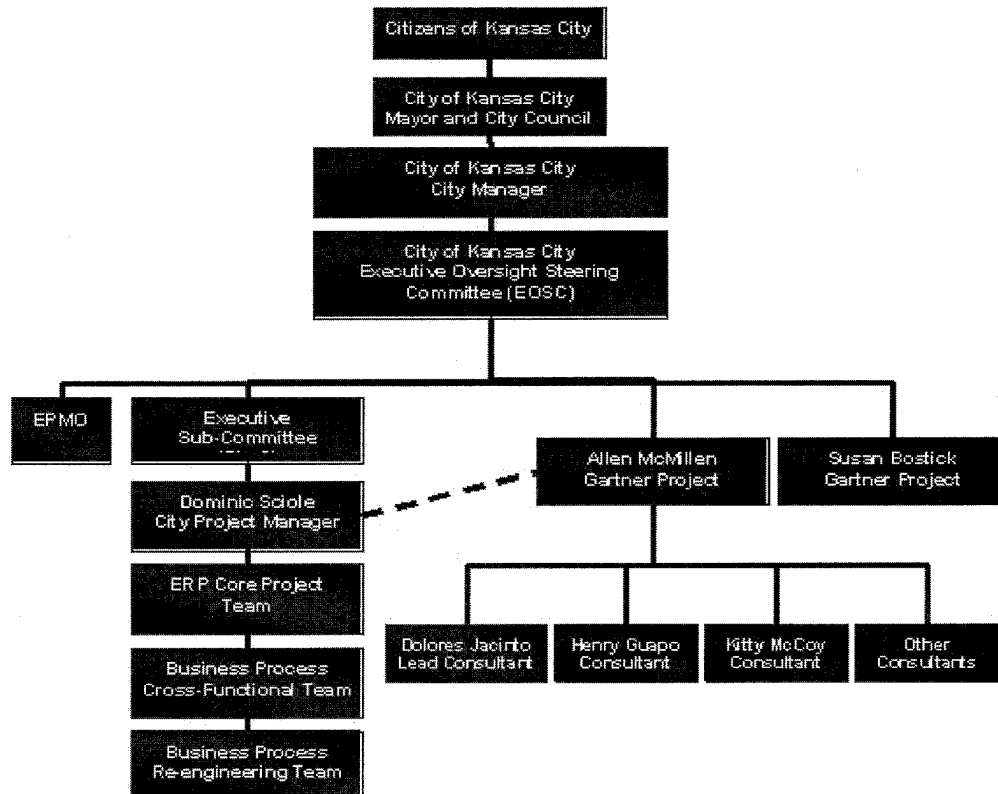 Citizens of Kansas City
City of Kansas City
Mayor and City Council
City of Kansas City
City Manager
City of Kansas City
Executive Oversight Steering
Committee (EOSC)
EPMO
Executive
Sub-Committee
Allen McMillen
Gartner Project
Susan Bostick
Gartner Project
Dominic Sciole
City Project Manager
ERP Core Project
Team
Business Process
Cross-Functional Team
Business Process
Re-engineering Team
Dolores Jacinto
Lead Consultant
Henry Guapo
Consultant
Kitty McCoy
Consultant
Other
Consultants